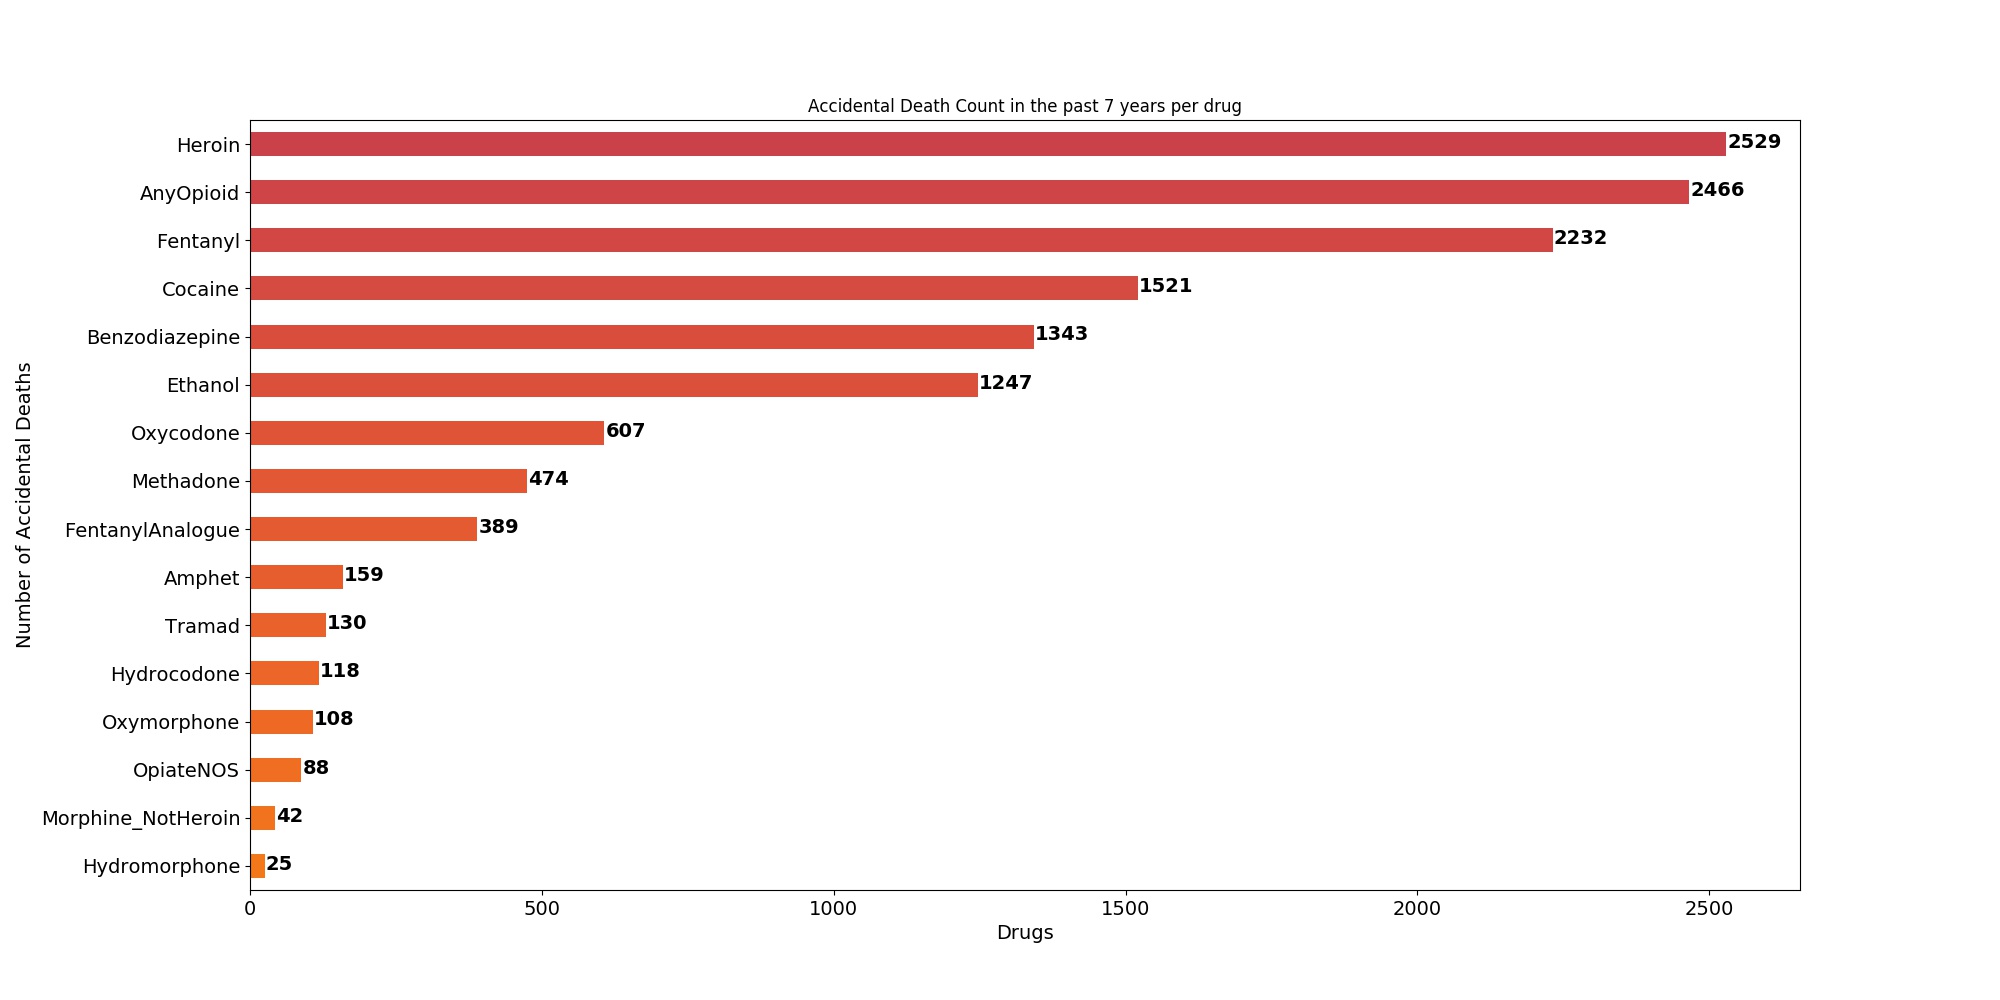 Accidental Death Count in the past 7 years per drug
Number of Accidental Deaths
Heroin 2529
AnyOpioid 2466
Fentanyl 2232
Cocaine 1521
Benzodiazepine 1343
Ethanol 1247
Oxycodone 607
Methadone 474
FentanylAnalogue 389
Amphet 159
Tramad 130
Hydrocodone 118
Oxymorphone 108
OpiateNOS 88
Morphine_NotHeroin 42
Hydromorphone 25
0 500 1000 1500 2000 2500
Drugs